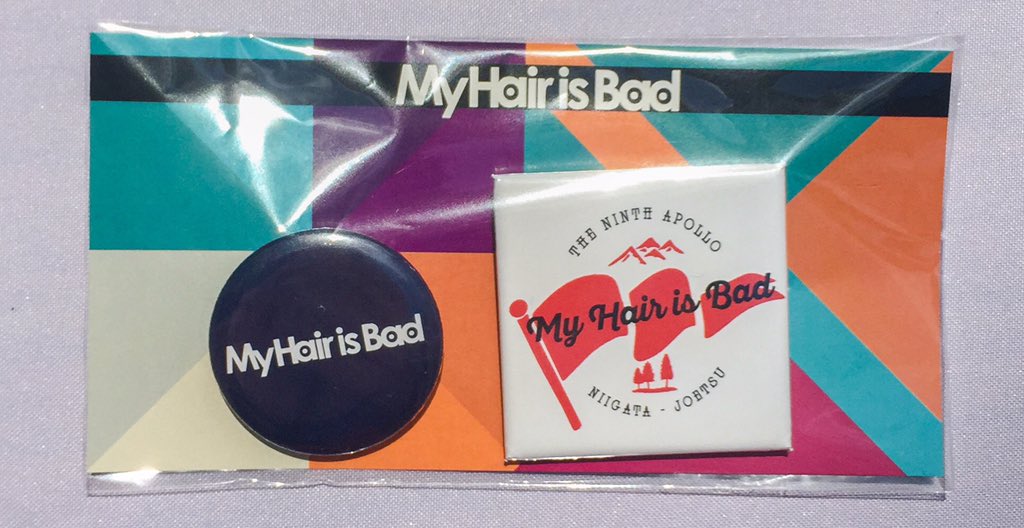 My Hair is Bad
My Hair is Bad
THE NINTH APOLLO
My Hair is Bad
NIIGATA - JOETSU